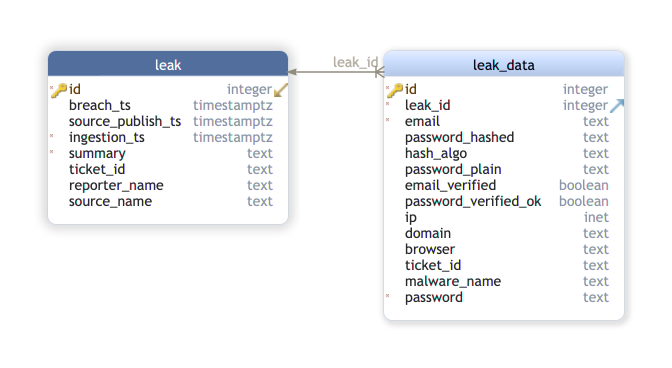 leak
id integer
breach_ts timestamptz
source_publish_ts timestamptz
ingestion_ts timestamptz
summary text
ticket_id text
reporter_name text
source_name text
leak_id
leak_data
id integer
leak_id integer
email text
password_hashed text
hash_algo text
password_plain text
email_verified boolean
password_verified_ok boolean
ip inet
domain text
browser text
ticket_id text
malware_name text
password text